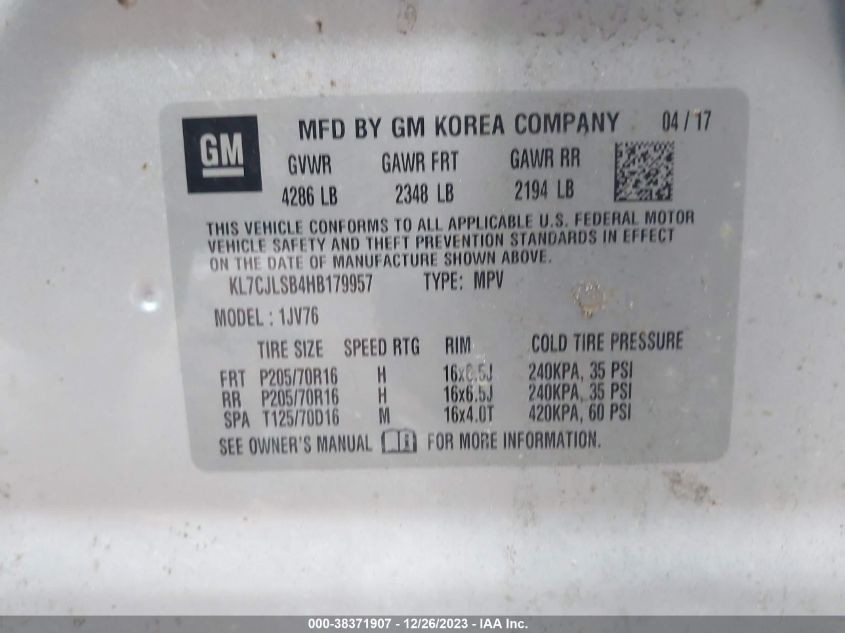 GM
MFD BY GM KOREA COMPANY 04 / 17
GVWR GAWR FRT GAWR RR
4286 LB 2348 LB 2194 LB
THIS VEHICLE CONFORMS TO ALL APPLICABLE U.S. FEDERAL MOTOR
VEHICLE SAFETY AND THEFT PREVENTION STANDARDS IN EFFECT
ON THE DATE OF MANUFACTURE SHOWN ABOVE.
KL7CJLSB4HB179957 TYPE: MPV
MODEL : 1JV76
TIRE SIZE SPEED RTG RIM COLD TIRE PRESSURE
FRT P205/70R16 H 16x6.5J 240KPA, 35 PSI
RR P205/70R16 H 16x6.5J 240KPA, 35 PSI
SPA T125/70D16 M 16x4.0T 420KPA, 60 PSI
SEE OWNER'S MANUAL FOR MORE INFORMATION.
000-38371907 - 12/26/2023 - IAA Inc.